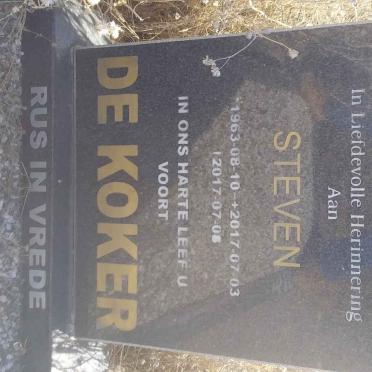 In Liefdevolle Herinnering
Aan
STEVEN
*1963-08-10-+2017-07-03
I2017-07-08
IN ONS HARTE LEEF U
VOORT
DE KOKER
RUS IN VREDE